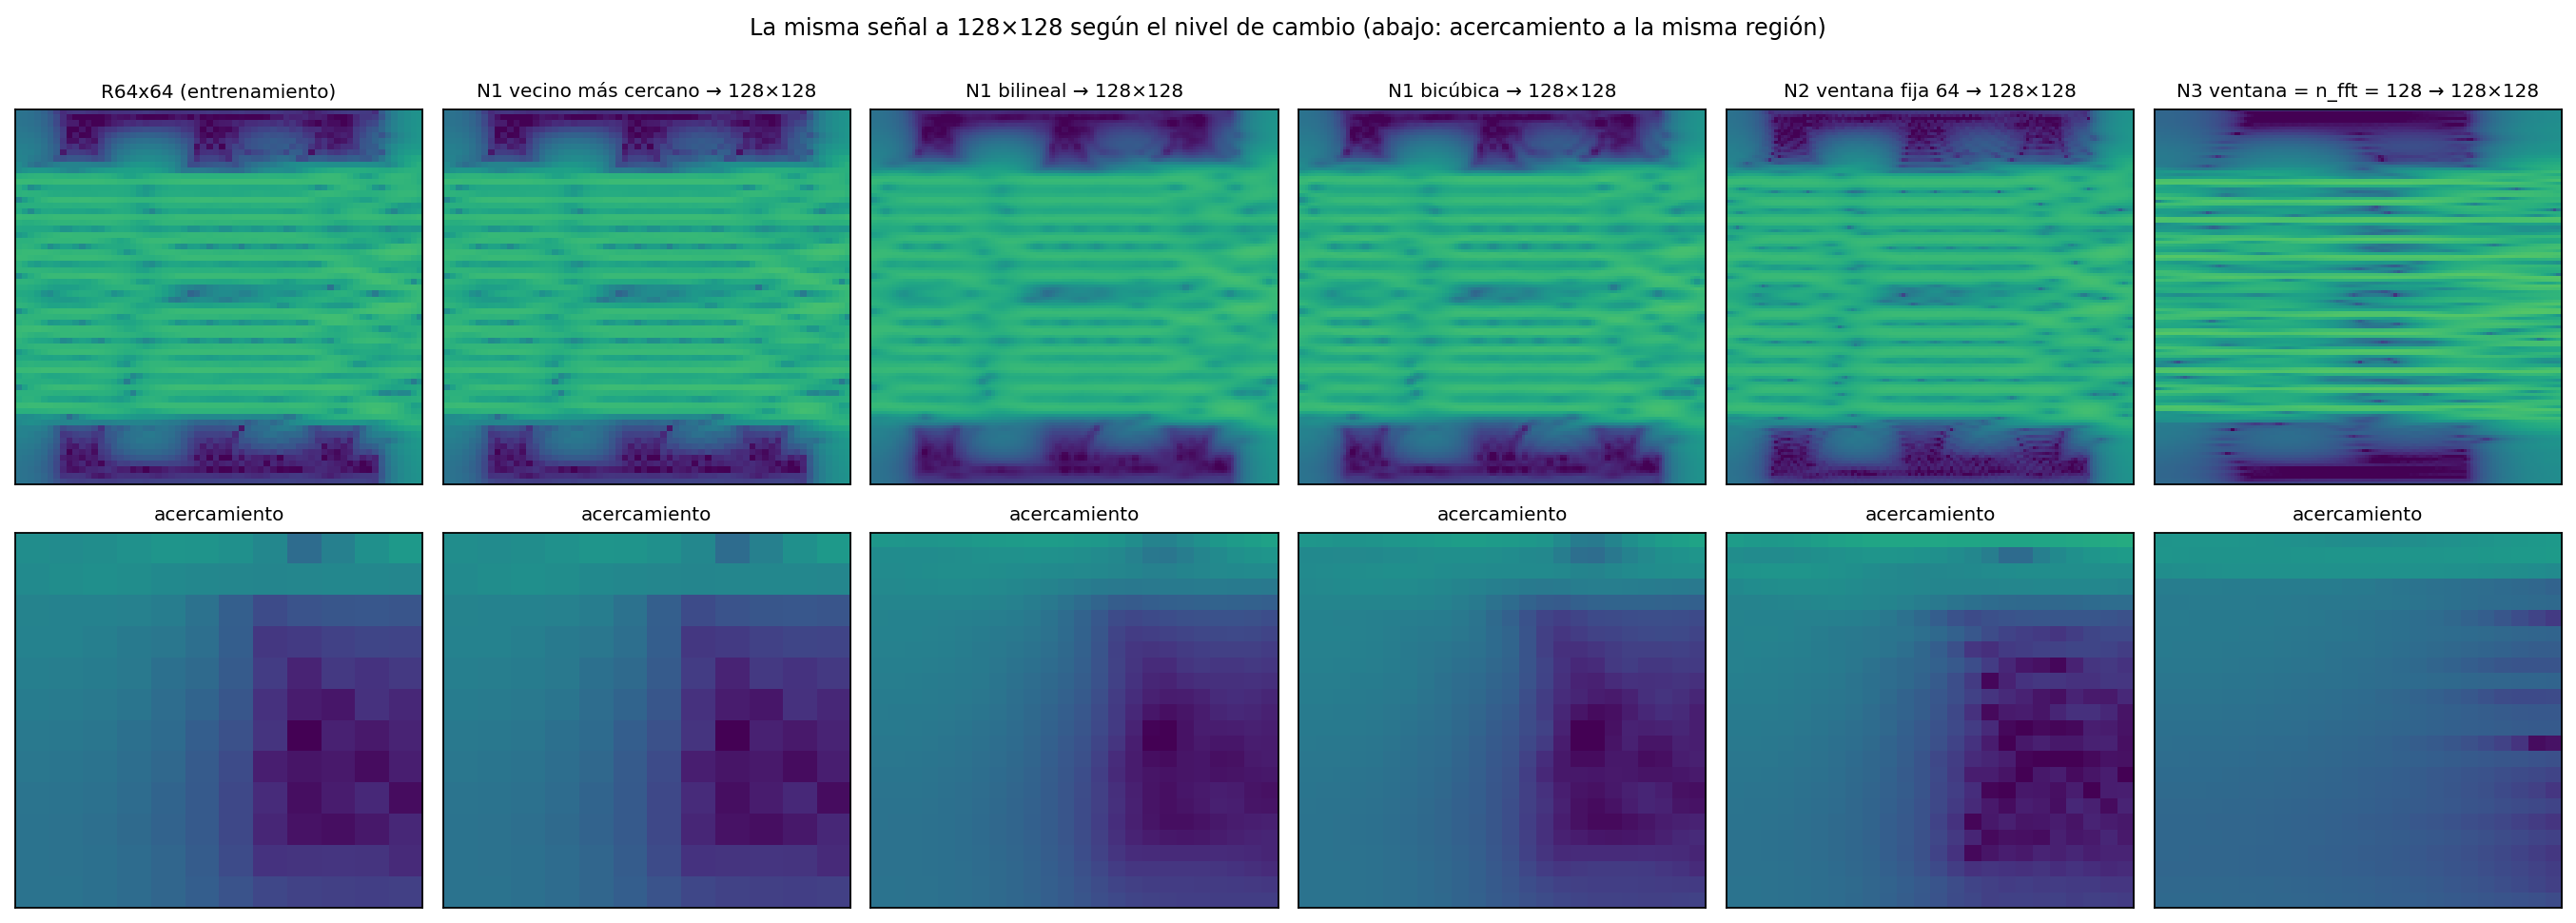 La misma señal a 128×128 según el nivel de cambio (abajo: acercamiento a la misma región)
R64x64 (entrenamiento)
N1 vecino más cercano → 128×128
N1 bilineal → 128×128
N1 bicúbica → 128×128
N2 ventana fija 64 → 128×128
N3 ventana = n_fft = 128 → 128×128
acercamiento
acercamiento
acercamiento
acercamiento
acercamiento
acercamiento